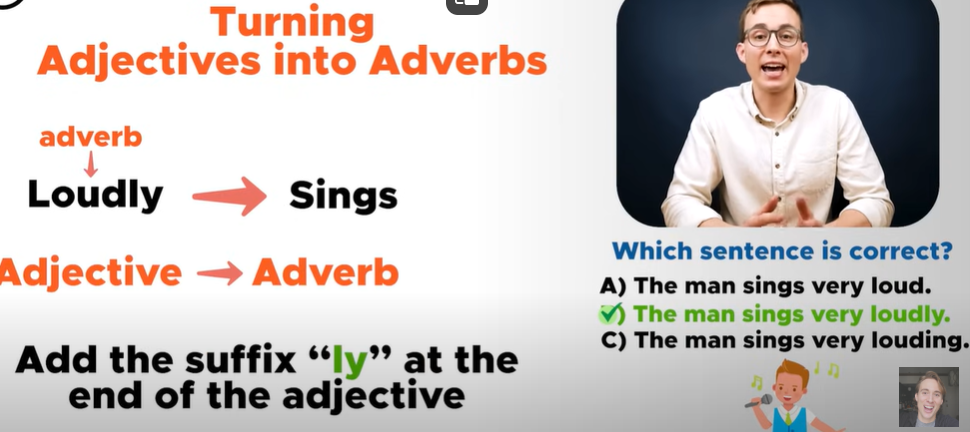 Turning
Adjectives into Adverbs
adverb
Loudly
Sings
Adjective
Adverb
Add the suffix “ly” at the
end of the adjective
Which sentence is correct?
A) The man sings very loud.
) The man sings very loudly.
C) The man sings very louding.